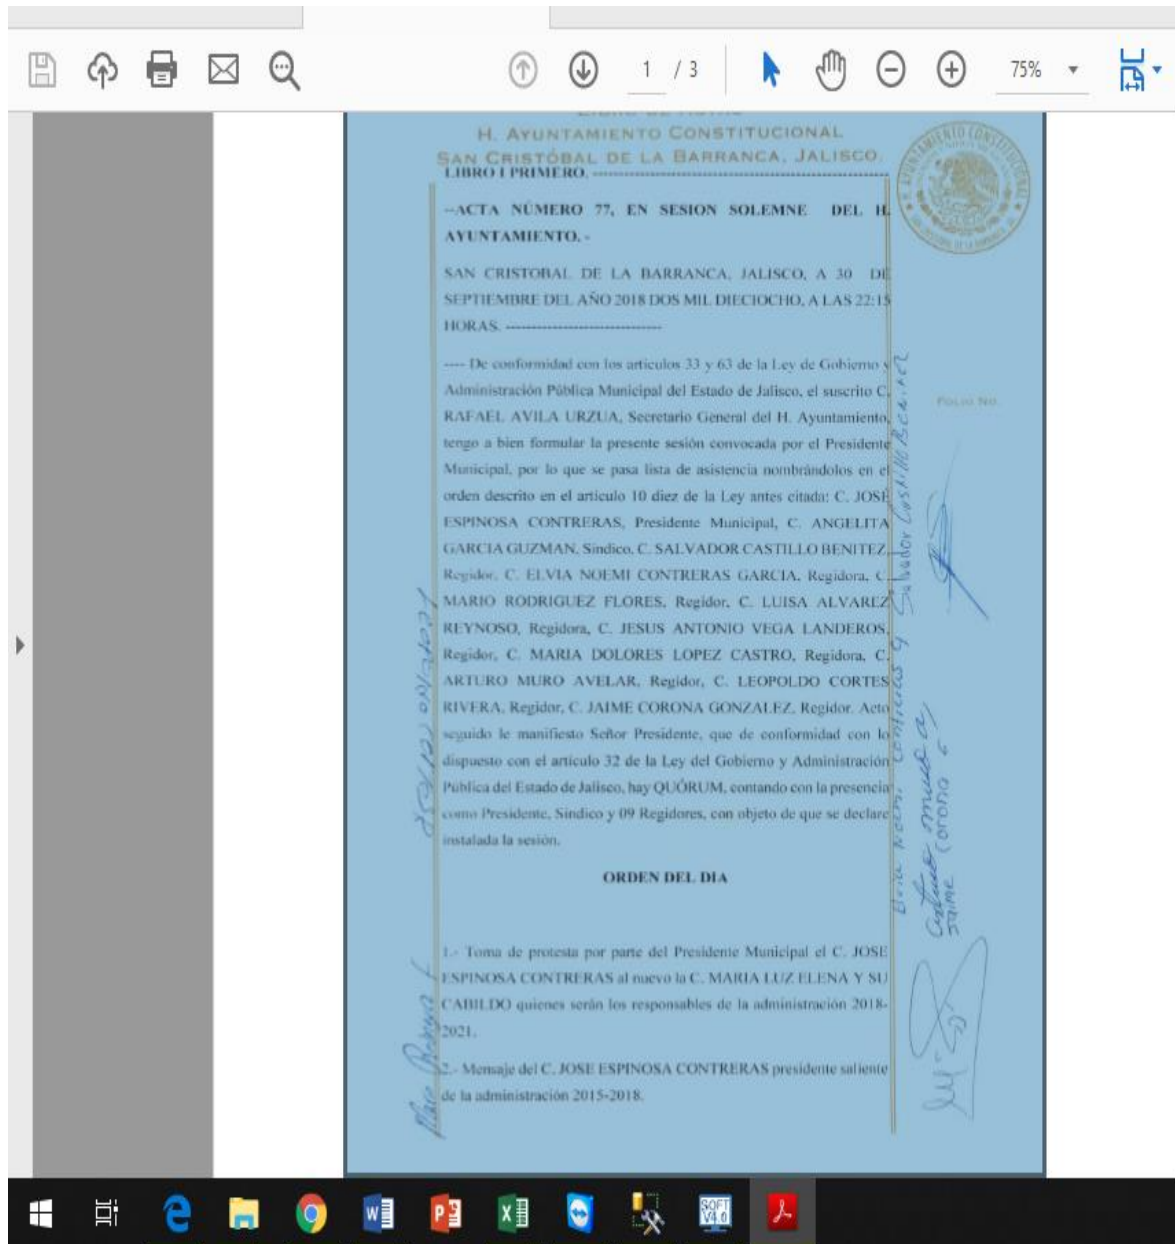 1 / 3
75%
H. AYUNTAMIENTO CONSTITUCIONAL
SAN CRISTÓBAL DE LA BARRANCA, JALISCO.
LIBRO I PRIMERO. ----------------------------------------------------
--ACTA NÚMERO 77, EN SESION SOLEMNE DEL H.
AYUNTAMIENTO. -
SAN CRISTOBAL DE LA BARRANCA, JALISCO, A 30 DE
SEPTIEMBRE DEL AÑO 2018 DOS MIL DIECIOCHO, A LAS 22:15
HORAS. ----------------------------
---- De conformidad con los artículos 33 y 63 de la Ley de Gobierno y
Administración Pública Municipal del Estado de Jalisco, el suscrito C.
RAFAEL AVILA URZUA, Secretario General del H. Ayuntamiento,
tengo a bien formular la presente sesión convocada por el Presidente
Municipal, por lo que se pasa lista de asistencia nombrándolos en el
orden descrito en el artículo 10 diez de la Ley antes citada: C. JOSÉ
ESPINOSA CONTRERAS, Presidente Municipal, C. ANGELITA
GARCIA GUZMAN, Síndico, C. SALVADOR CASTILLO BENITEZ,
Regidor, C. ELVIA NOEMI CONTRERAS GARCIA, Regidora, C.
MARIO RODRIGUEZ FLORES, Regidor, C. LUISA ALVAREZ
REYNOSO, Regidora, C. JESUS ANTONIO VEGA LANDEROS,
Regidor, C. MARIA DOLORES LOPEZ CASTRO, Regidora, C.
ARTURO MURO AVELAR, Regidor, C. LEOPOLDO CORTES
RIVERA, Regidor, C. JAIME CORONA GONZALEZ, Regidor. Acto
seguido le manifiesto Señor Presidente, que de conformidad con lo
dispuesto con el artículo 32 de la Ley del Gobierno y Administración
Pública del Estado de Jalisco, hay QUÓRUM, contando con la presencia
como Presidente, Síndico y 09 Regidores, con objeto de que se declare
instalada la sesión.
ORDEN DEL DIA
1.- Toma de protesta por parte del Presidente Municipal el C. JOSE
ESPINOSA CONTRERAS al nuevo la C. MARIA LUZ ELENA Y SU
CABILDO quienes serán los responsables de la administración 2018-
2021.
2.- Mensaje del C. JOSE ESPINOSA CONTRERAS presidente saliente
de la administración 2015-2018.
FOLIO NO.
Salvador Castillo Benitez
Jaime Corona G
SOFT
V4.0